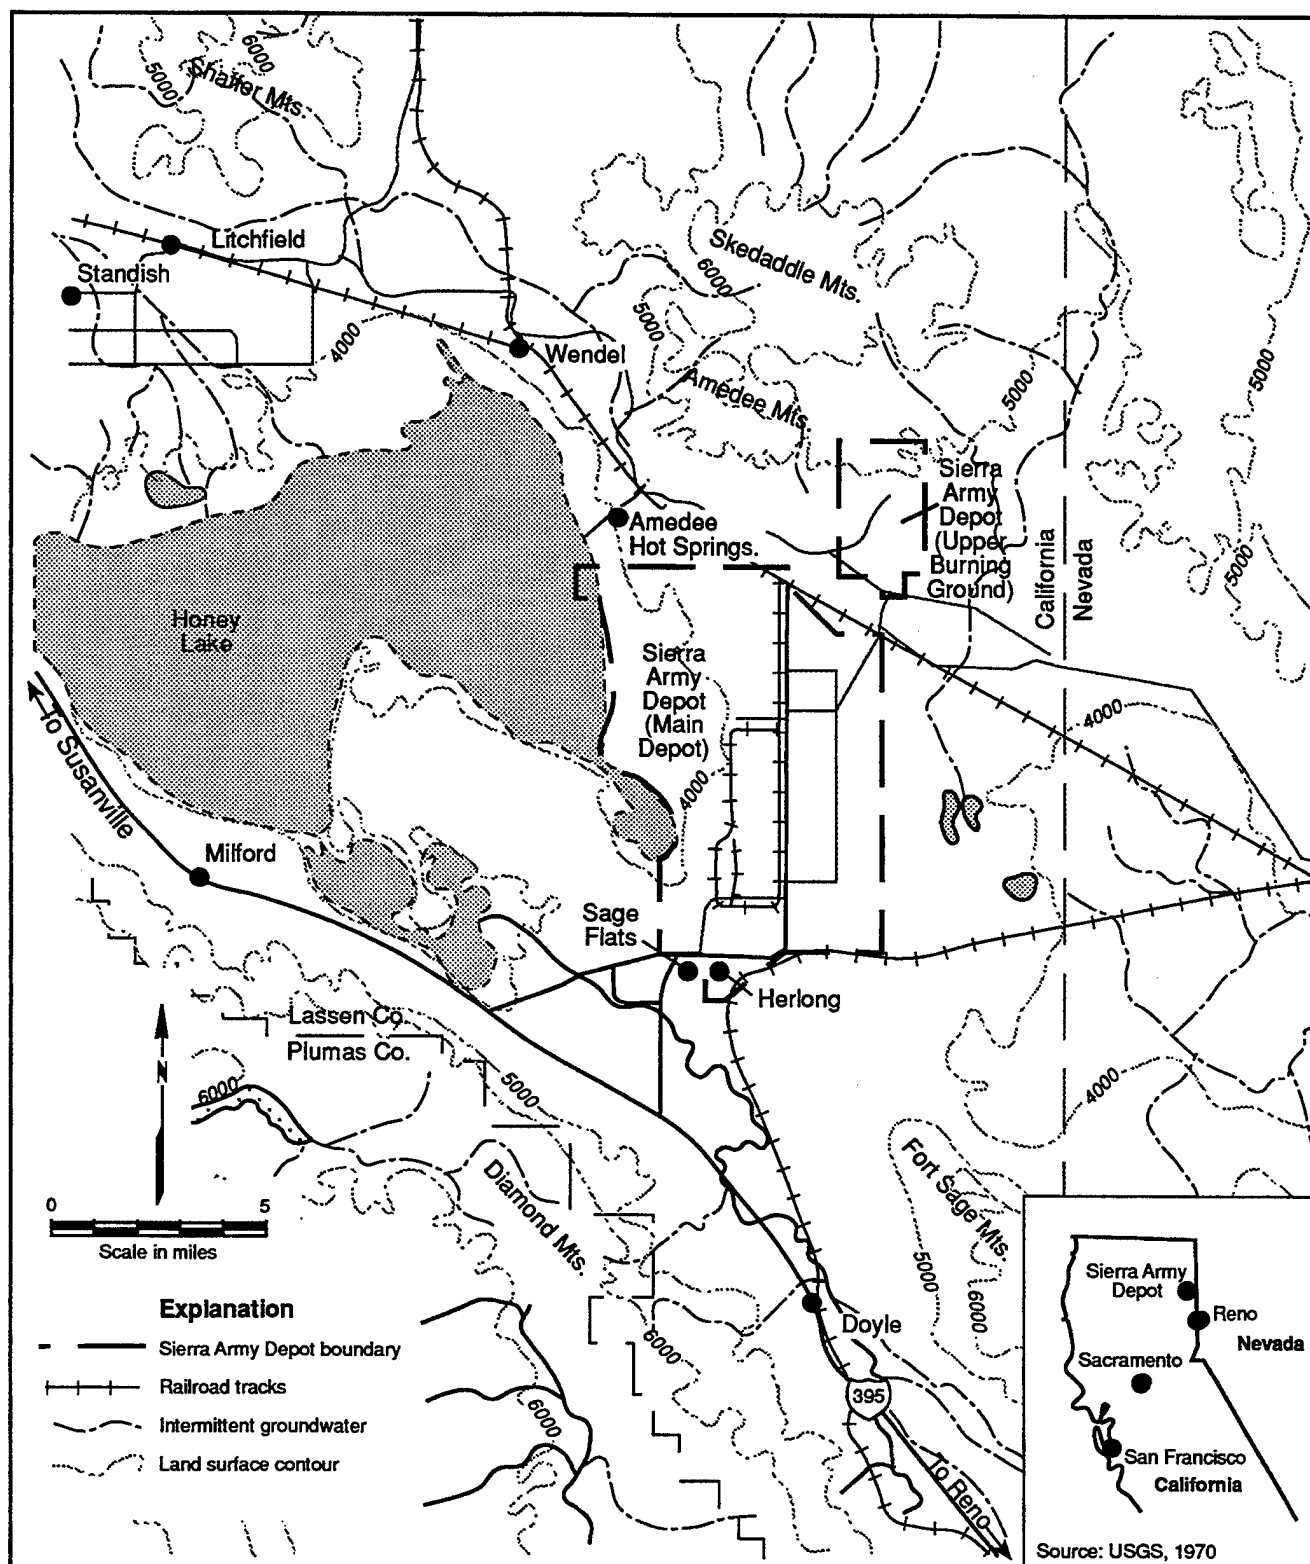 6000
5000
Shaffer Mts.
Litchfield
Standish
4000
Wendel
Skedaddle Mts.
6000
5000
Amedee Mts.
5000
5000
Sierra
Army
Depot
(Upper
Burning
Ground)
California
Nevada
5000
Amedee
Hot Springs.
Honey
Lake
Sierra
Army
Depot
(Main
Depot)
4000
4000
To Susanville
Milford
Sage
Flats
Herlong
Lassen Co.
Plumas Co.
N
6000
5000
4000
Diamond Mts.
Fort Sage Mts.
5000
6000
0 5
Scale in miles
Doyle
6000
6000
395
To Reno
Explanation
Sierra Army Depot boundary
Railroad tracks
Intermittent groundwater
Land surface contour
Sierra Army
Depot
Reno
Nevada
Sacramento
San Francisco
California
Source: USGS, 1970